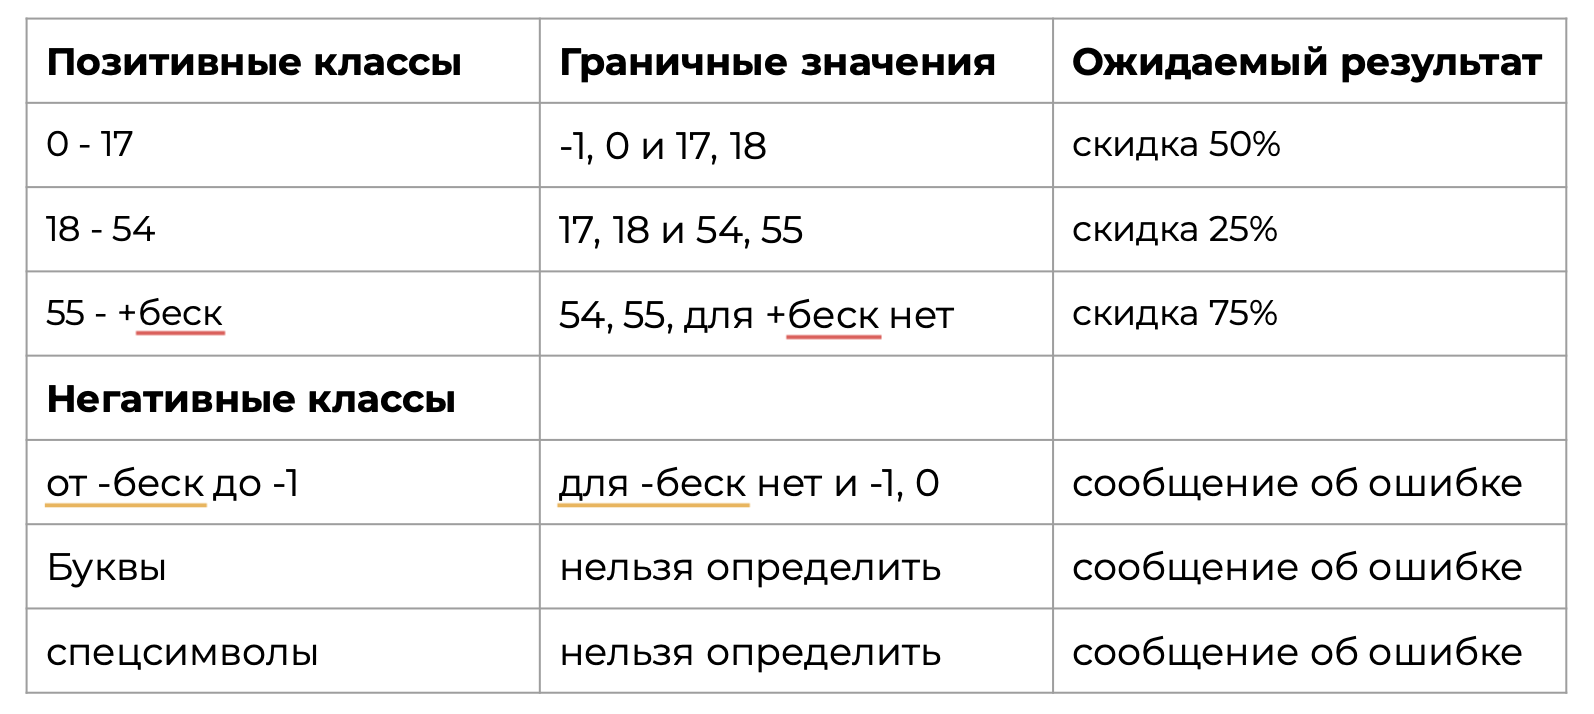 Позитивные классы Граничные значения Ожидаемый результат
0 - 17 -1, 0 и 17, 18 скидка 50%
18 - 54 17, 18 и 54, 55 скидка 25%
55 - +беск 54, 55, для +беск нет скидка 75%
Негативные классы
от -беск до -1 для -беск нет и -1, 0 сообщение об ошибке
Буквы нельзя определить сообщение об ошибке
спецсимволы нельзя определить сообщение об ошибке